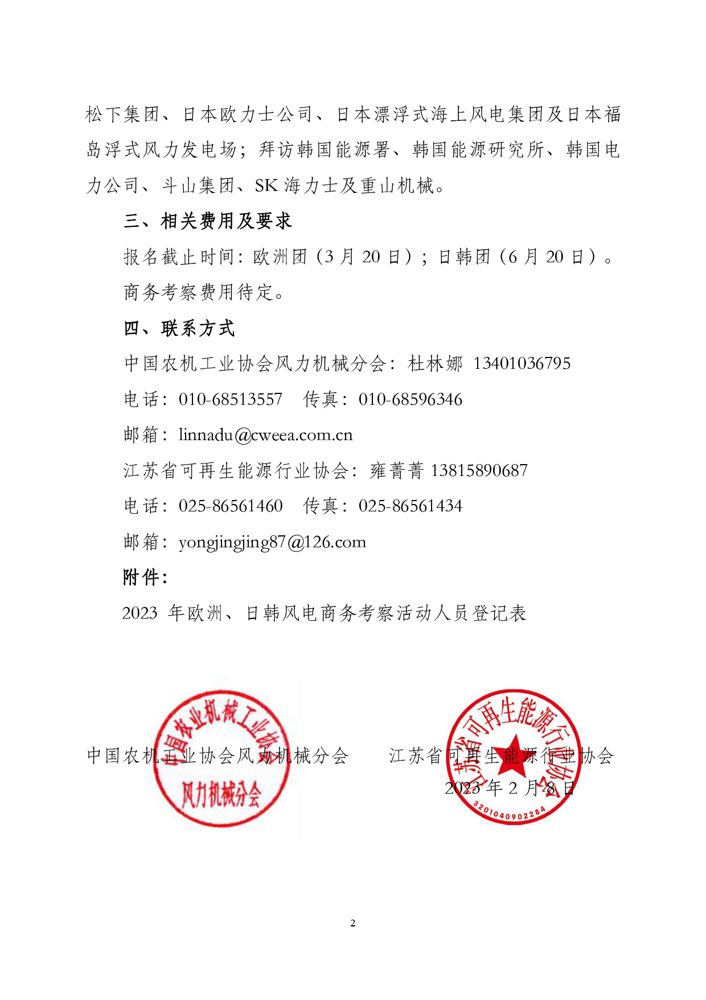 松下集团、日本欧力士公司、日本漂浮式海上风电集团及日本福
岛浮式风力发电场；拜访韩国能源署、韩国能源研究所、韩国电
力公司、斗山集团、SK 海力士及重山机械。
三、相关费用及要求
报名截止时间：欧洲团（3 月 20 日）；日韩团（6 月 20 日）。
商务考察费用待定。
四、联系方式
中国农机工业协会风力机械分会：杜林娜 13401036795
电话：010-68513557 传真：010-68596346
邮箱：linnadu@cweea.com.cn
江苏省可再生能源行业协会：雍菁菁 13815890687
电话：025-86561460 传真：025-86561434
邮箱：yongjingjing87@126.com
附件：
2023 年欧洲、日韩风电商务考察活动人员登记表
中国农机工业协会风力机械分会 江苏省可再生能源行业协会
2023 年 2 月 8 日
中国农业机械工业协会
风力机械分会
江苏省可再生能源行业协会
3201040902284
2